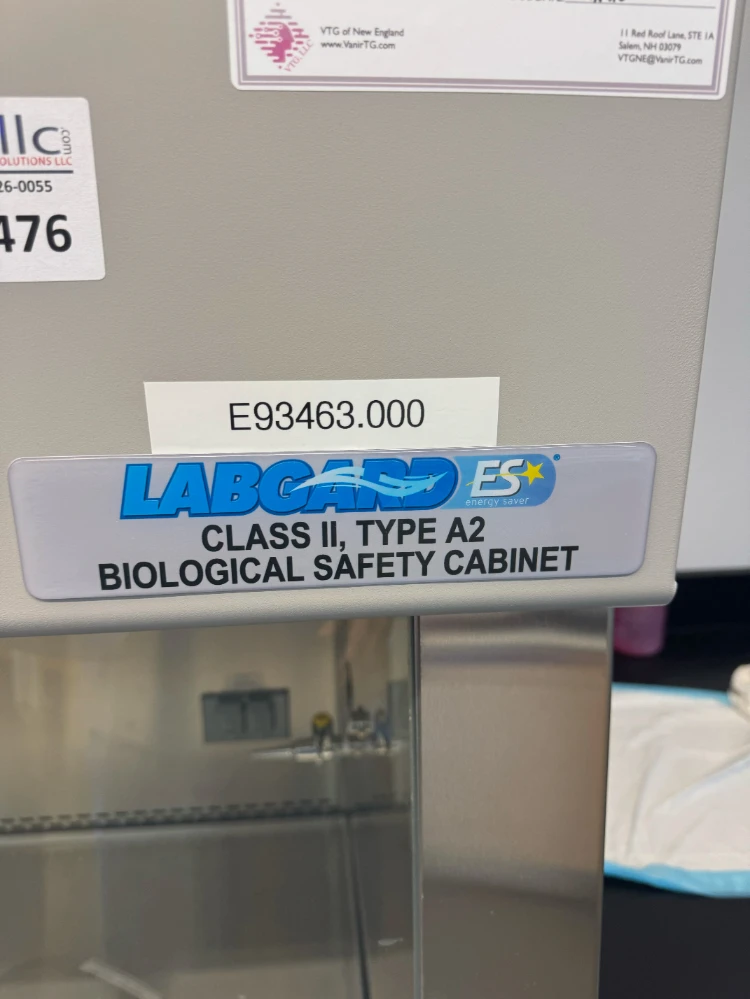 VTG of New England
www.VanirTG.com
VTG, LLC
11 Red Roof Lane, STE 1A
Salem, NH 03079
VTGNE@VanirTG.com
llc.com
OLUTIONS LLC
26-0055
476
E93463.000
LABGARD ES
energy saver
CLASS II, TYPE A2
BIOLOGICAL SAFETY CABINET